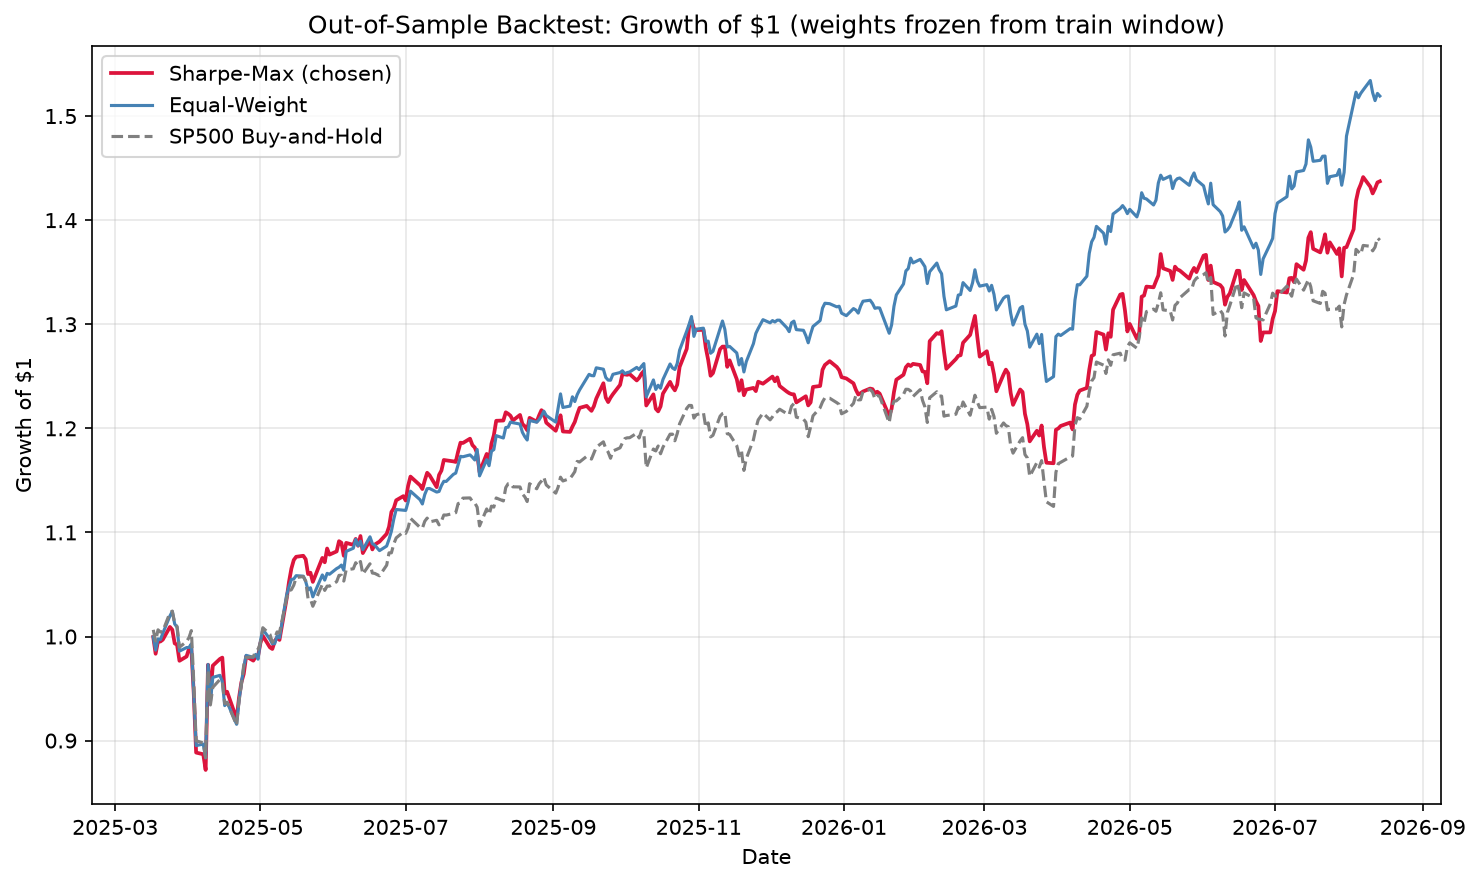 Out-of-Sample Backtest: Growth of $1 (weights frozen from train window)
Sharpe-Max (chosen)
Equal-Weight
SP500 Buy-and-Hold
1.5
1.4
1.3
1.2
1.1
1.0
0.9
Growth of $1
2025-03 2025-05 2025-07 2025-09 2025-11 2026-01 2026-03 2026-05 2026-07 2026-09
Date